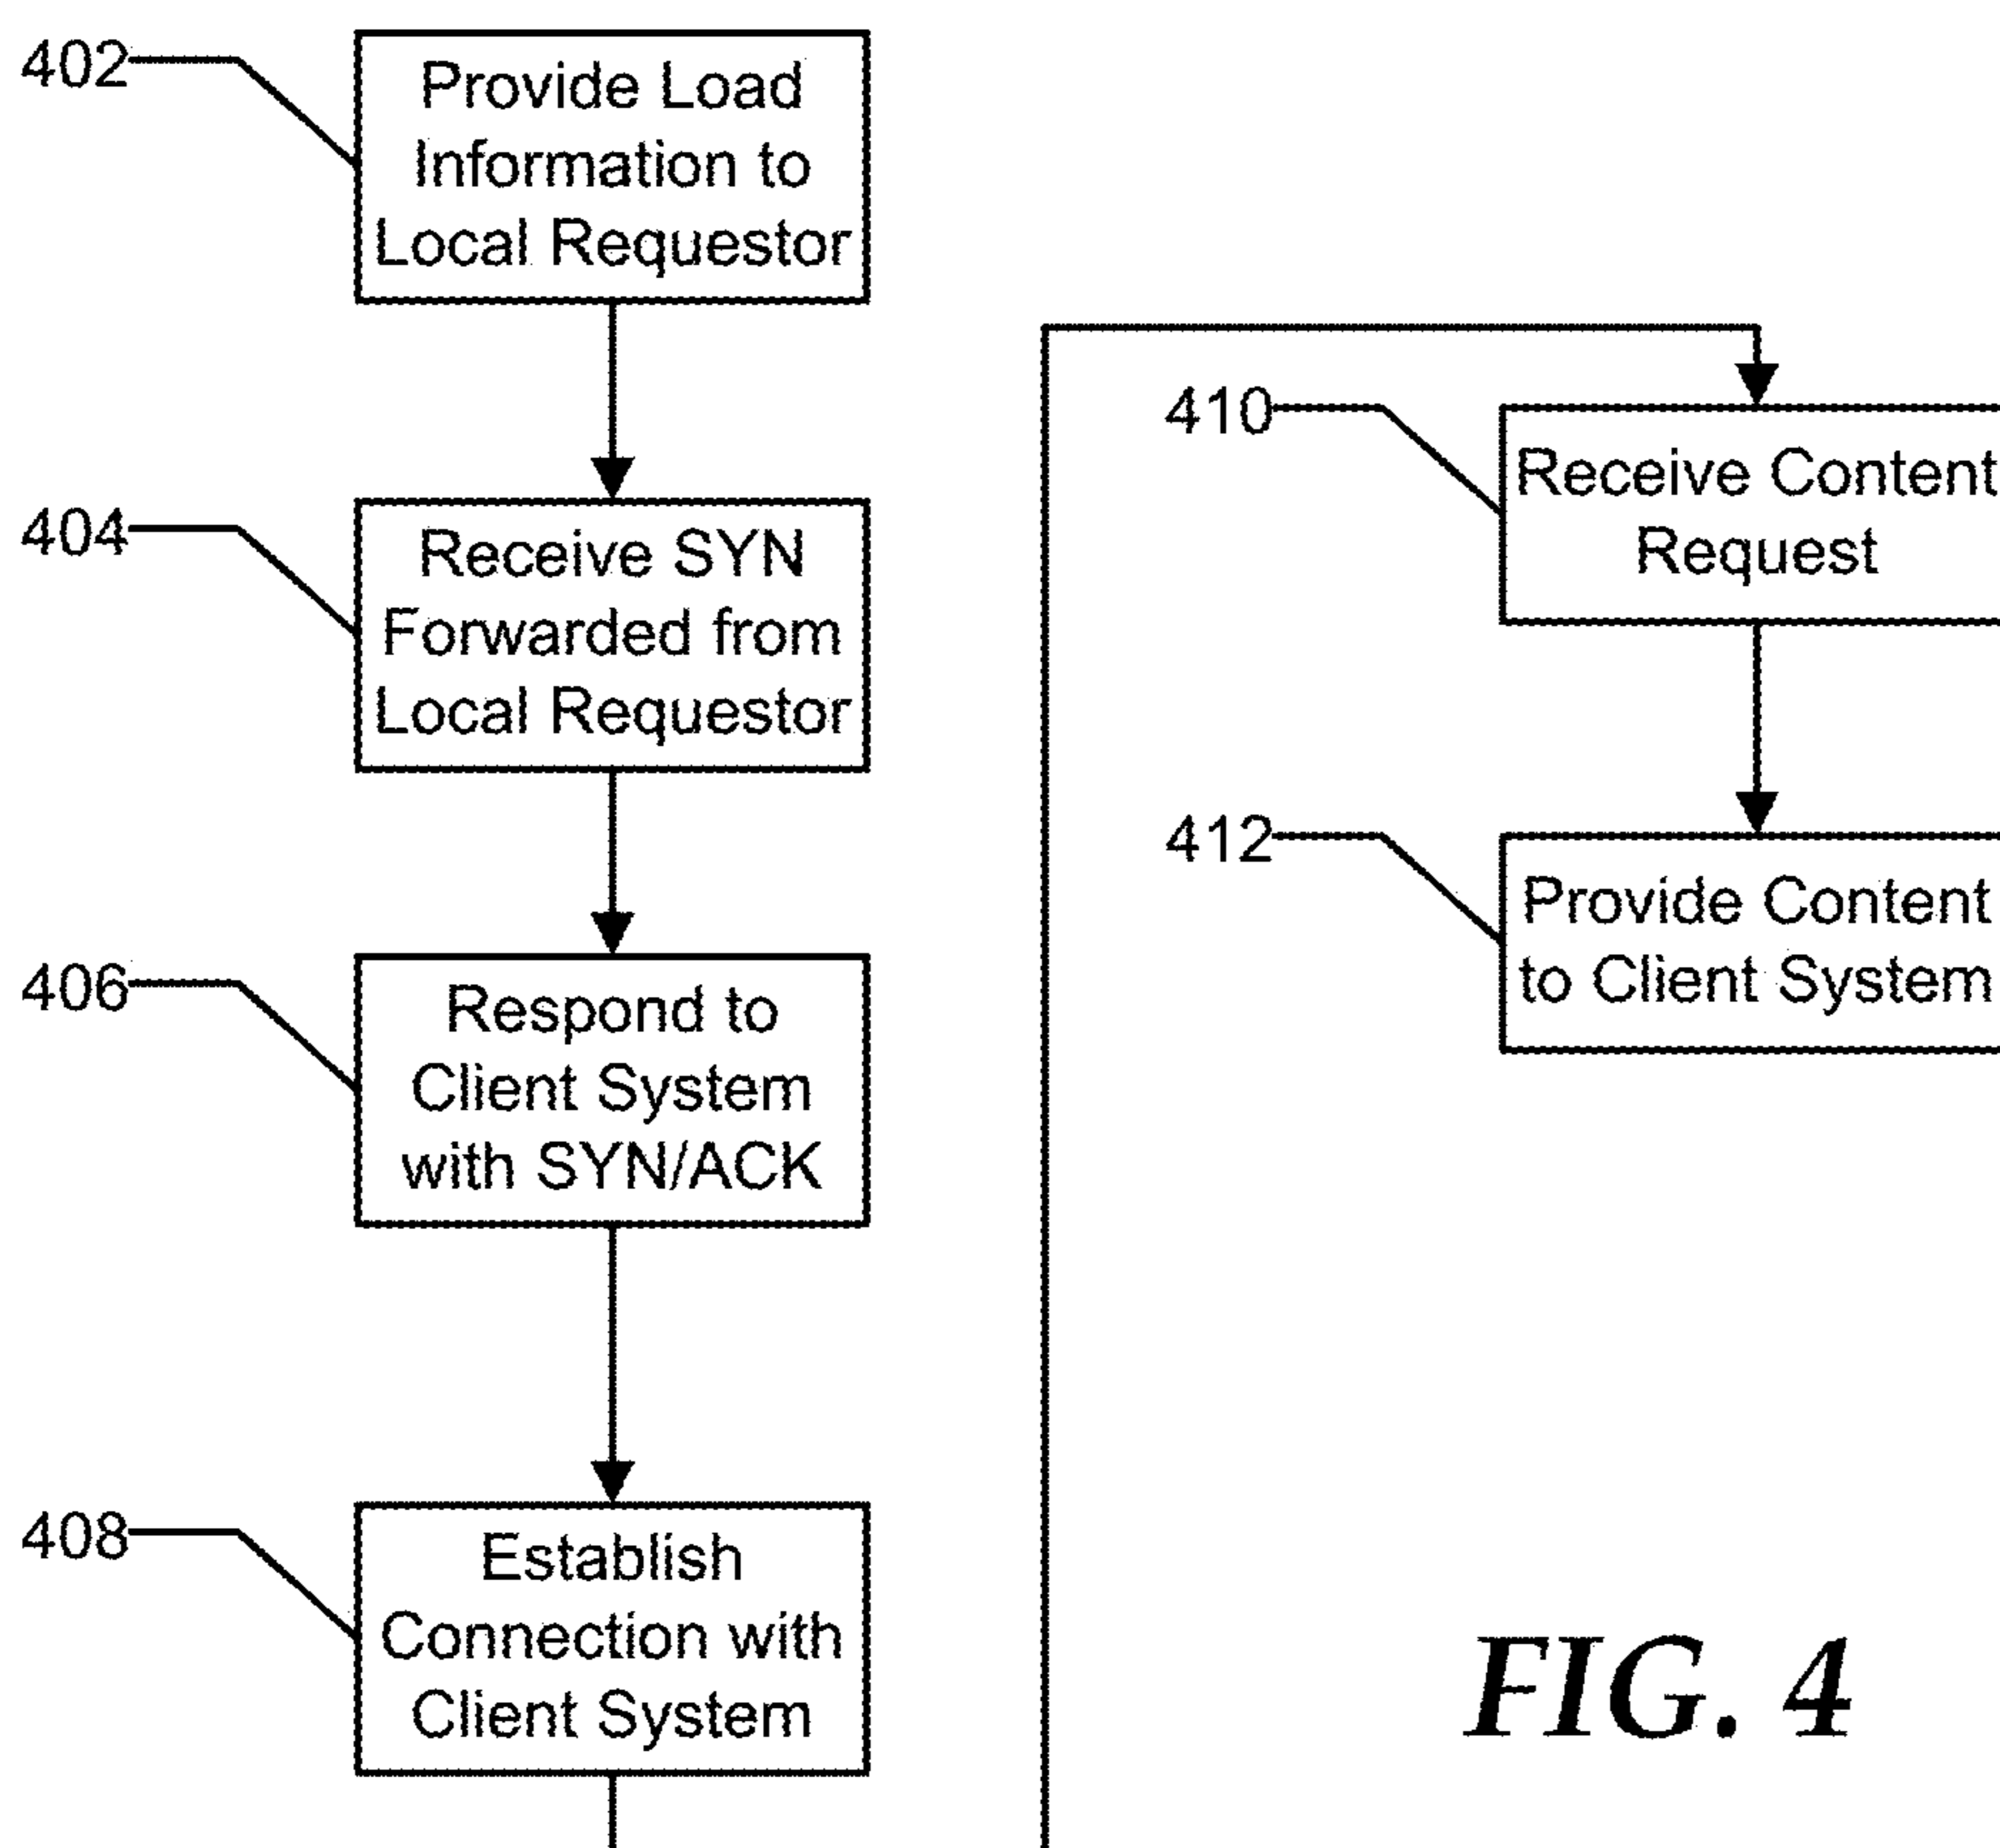 402
Provide Load
Information to
Local Requestor
404
Receive SYN
Forwarded from
Local Requestor
406
Respond to
Client System
with SYN/ACK
408
Establish
Connection with
Client System
410
Receive Content
Request
412
Provide Content
to Client System
FIG. 4